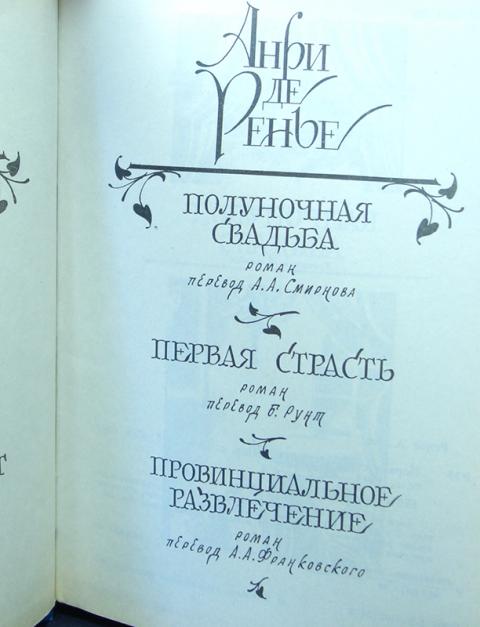 Анри
де
Ренье
ПОЛУНОЧНАЯ
СВАДЬБА
роман
перевод А.А. Смирнова
ПЕРВАЯ СТРАСТЬ
роман
перевод Б. Рунт
ПРОВИНЦИАЛЬНОЕ
РАЗВЛЕЧЕНИЕ
роман
перевод А.А. Франковского